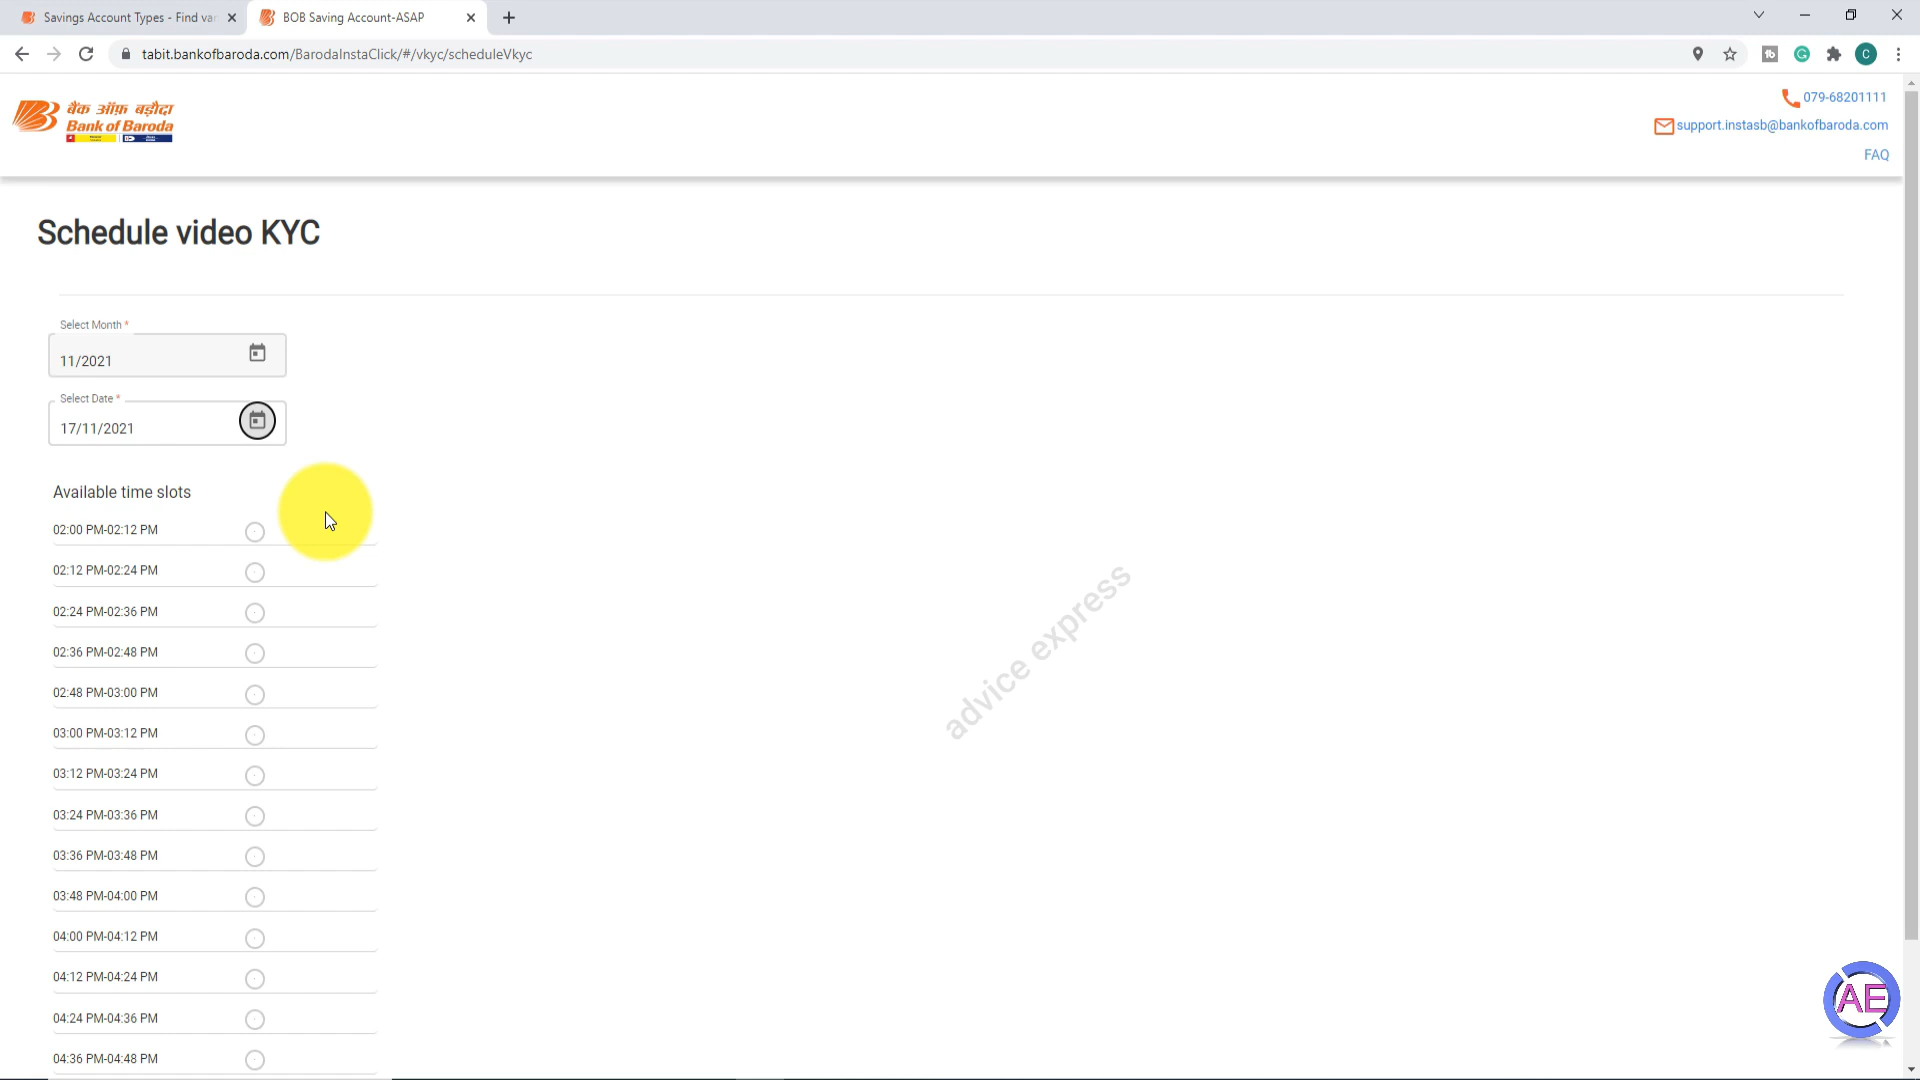 Savings Account Types - Find va
BOB Saving Account-ASAP
tabit.bankofbaroda.com/BarodaInstaClick/#/vkyc/scheduleVkyc
C
बैंक ऑफ़ बड़ौदा
Bank of Baroda
079-68201111
support.instasb@bankofbaroda.com
FAQ
Schedule video KYC
Select Month *
11/2021
Select Date *
17/11/2021
Available time slots
02:00 PM-02:12 PM
02:12 PM-02:24 PM
02:24 PM-02:36 PM
02:36 PM-02:48 PM
02:48 PM-03:00 PM
03:00 PM-03:12 PM
03:12 PM-03:24 PM
03:24 PM-03:36 PM
03:36 PM-03:48 PM
03:48 PM-04:00 PM
04:00 PM-04:12 PM
04:12 PM-04:24 PM
04:24 PM-04:36 PM
04:36 PM-04:48 PM
advice express
AE